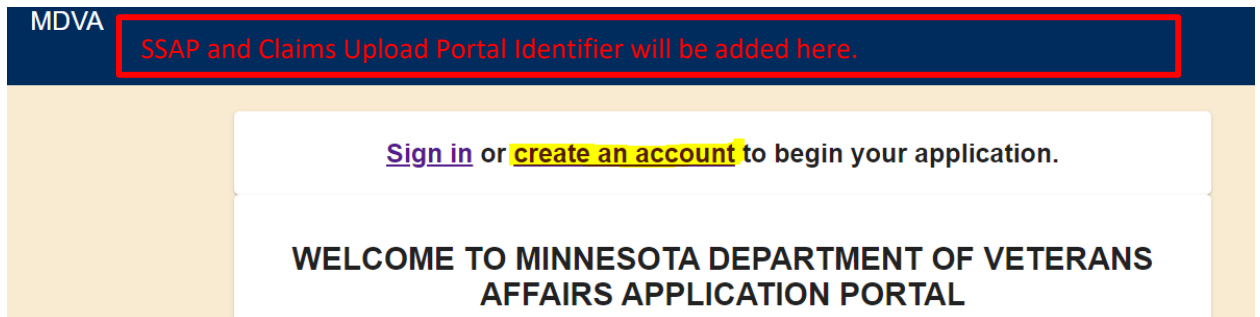 MDVA
SSAP and Claims Upload Portal Identifier will be added here.
Sign in or create an account to begin your application.
WELCOME TO MINNESOTA DEPARTMENT OF VETERANS
AFFAIRS APPLICATION PORTAL